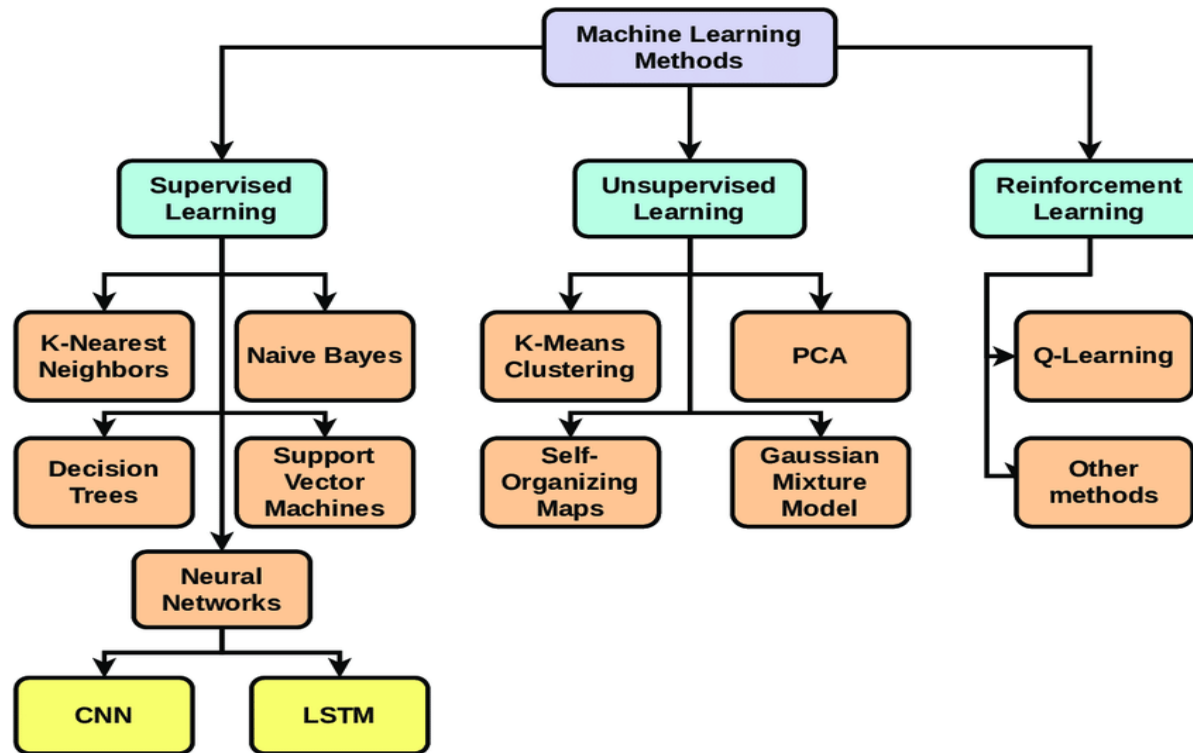 Machine Learning
Methods
Supervised
Learning
Unsupervised
Learning
Reinforcement
Learning
K-Nearest
Neighbors
Naive Bayes
K-Means
Clustering
PCA
Q-Learning
Decision
Trees
Support
Vector
Machines
Self-
Organizing
Maps
Gaussian
Mixture
Model
Other
methods
Neural
Networks
CNN
LSTM